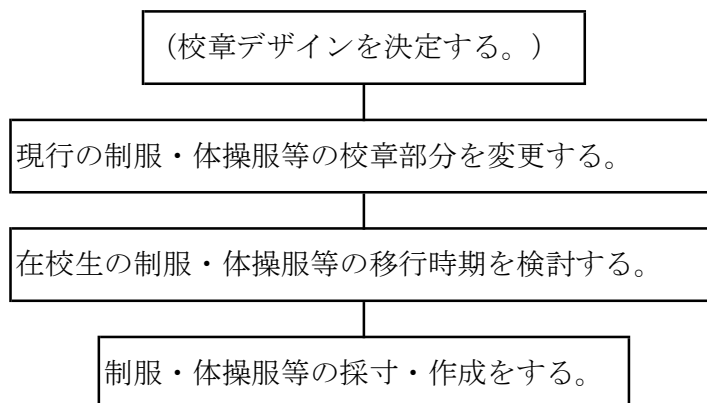 （校章デザインを決定する。）
現行の制服・体操服等の校章部分を変更する。
在校生の制服・体操服等の移行時期を検討する。
制服・体操服等の採寸・作成をする。